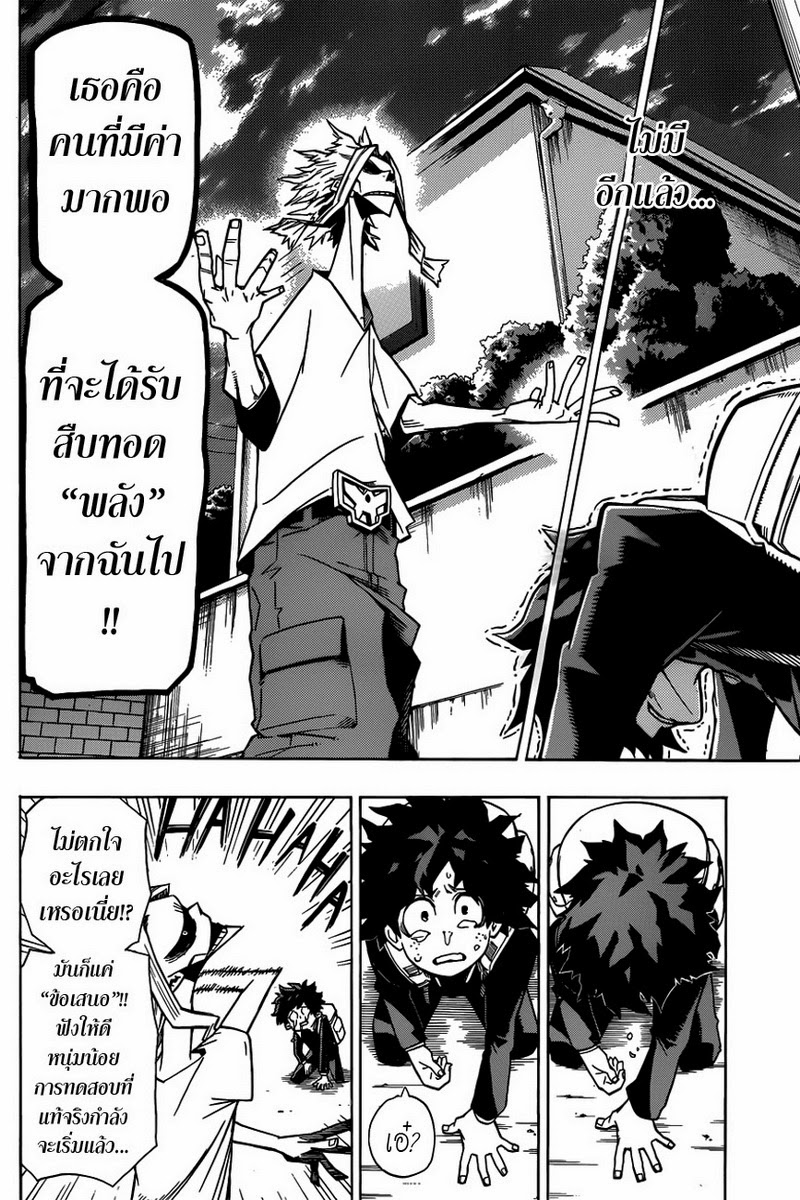 ไม่มี
อีกแล้ว...
เธอคือ
คนที่มีค่า
มากพอ
ที่จะได้รับ
สืบทอด
“พลัง”
จากฉันไป
!!
เอ๋?
HA HA HA HA
ไม่ตกใจ
อะไรเลย
เหรอเนี่ย!?
มันก็แค่
“ข้อเสนอ”!!
ฟังให้ดี
หนุ่มน้อย
การทดสอบที่
แท้จริงกำลัง
จะเริ่มแล้ว...